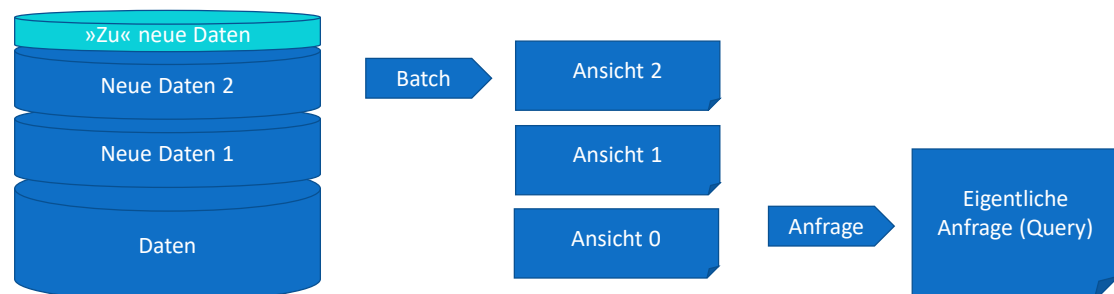 »Zu« neue Daten
Neue Daten 2
Neue Daten 1
Daten
Batch
Ansicht 2
Ansicht 1
Ansicht 0
Anfrage
Eigentliche
Anfrage (Query)